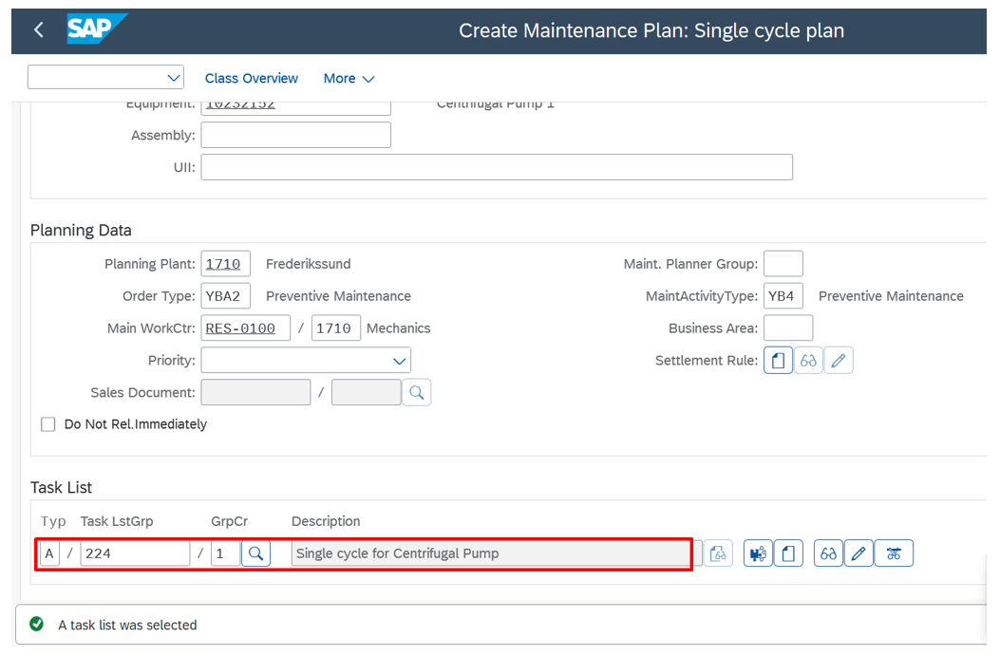 SAP Create Maintenance Plan: Single cycle plan
Class Overview More
Equipment: 10232152 Centrifugal Pump 1
Assembly:
UII:
Planning Data
Planning Plant: 1710 Frederikssund Maint. Planner Group:
Order Type: YBA2 Preventive Maintenance MaintActivityType: YB4 Preventive Maintenance
Main WorkCtr: RES-0100 / 1710 Mechanics Business Area:
Priority: Settlement Rule:
Sales Document: /
Do Not Rel.Immediately
Task List
Typ Task LstGrp GrpCr Description
A / 224 / 1 Single cycle for Centrifugal Pump
A task list was selected